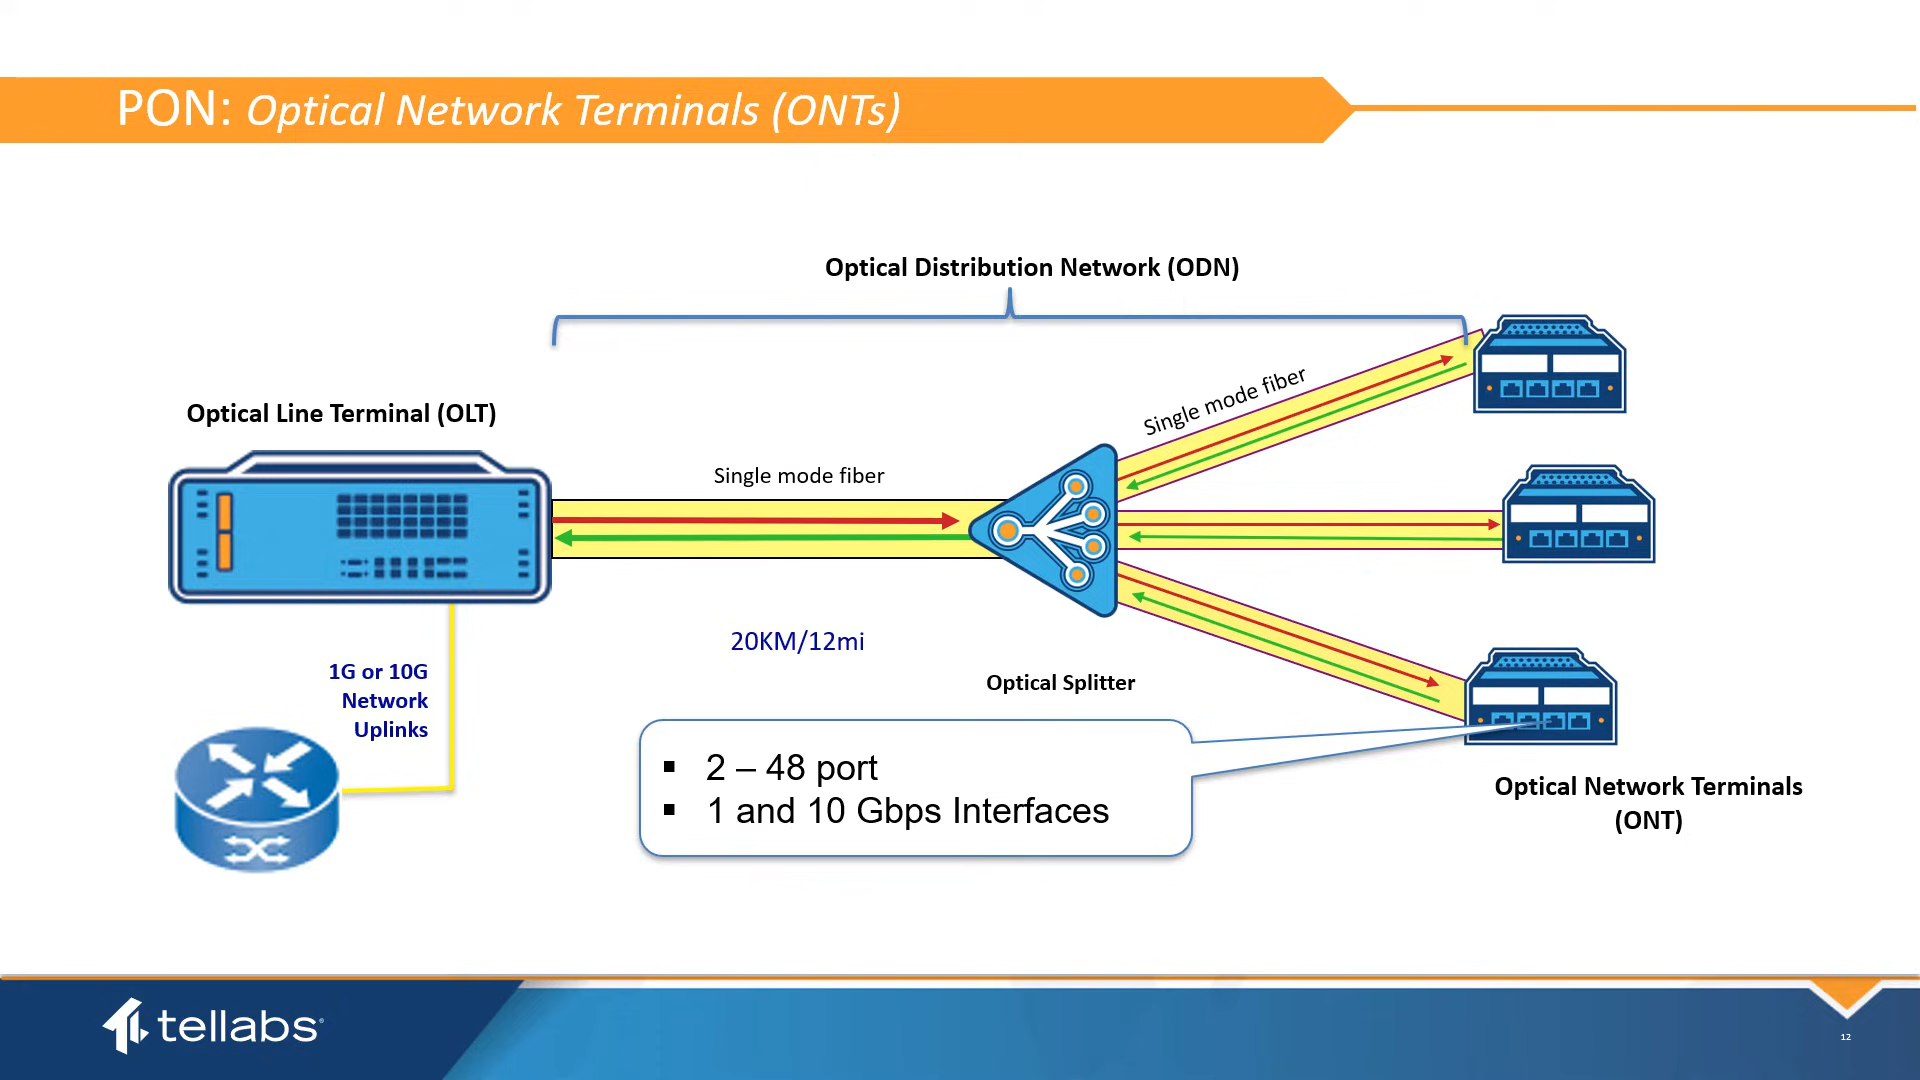 PON: Optical Network Terminals (ONTs)
Optical Distribution Network (ODN)
Optical Line Terminal (OLT)
Single mode fiber
Single mode fiber
20KM/12mi
Optical Splitter
1G or 10G
Network
Uplinks
▪ 2 – 48 port
▪ 1 and 10 Gbps Interfaces
Optical Network Terminals
(ONT)
tellabs®
12